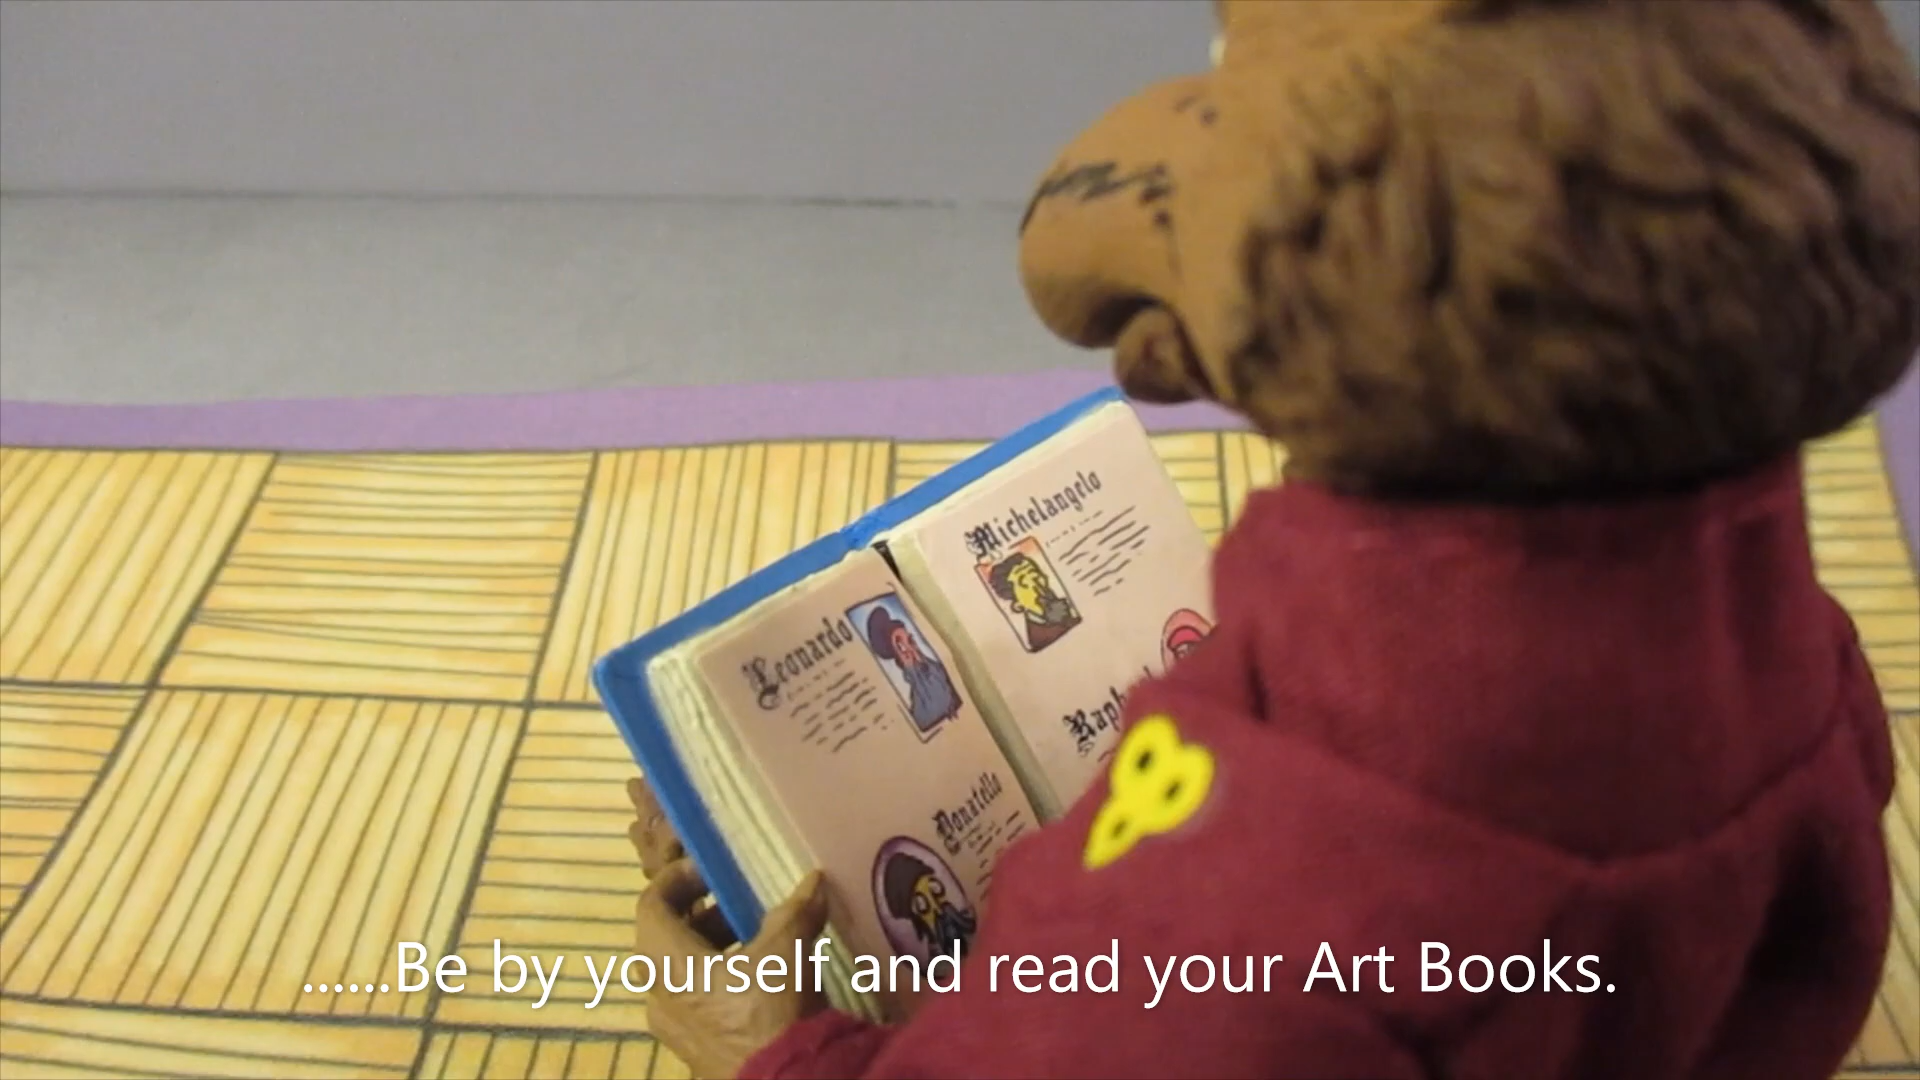 Michelangelo
Leonardo
Donatello
......Be by yourself and read your Art Books.